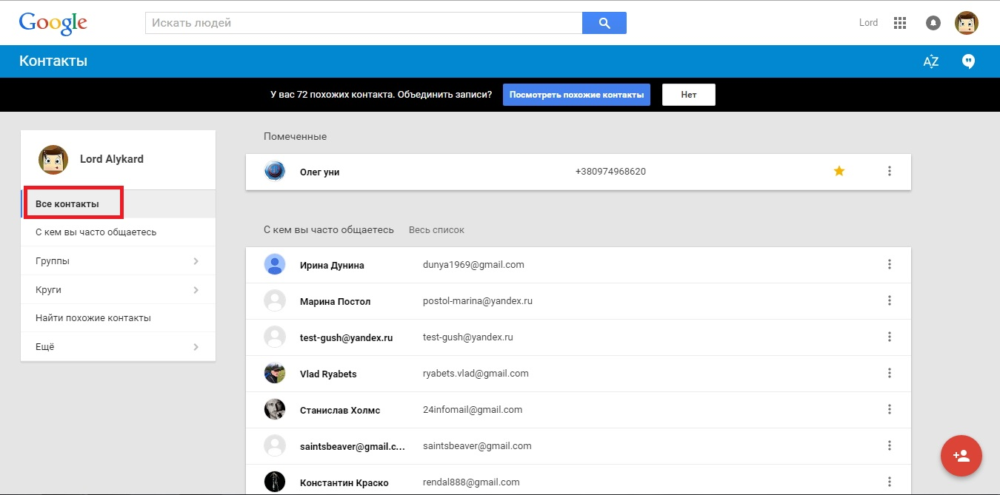 Google
Искать людей
Lord
Контакты
AZ
У вас 72 похожих контакта. Объединить записи?
Посмотреть похожие контакты
Нет
Lord Alykard
Все контакты
С кем вы часто общаетесь
Группы
Круги
Найти похожие контакты
Ещё
Помеченные
Олег уни +380974968620
С кем вы часто общаетесь Весь список
Ирина Дунина dunya1969@gmail.com
Марина Постол postol-marina@yandex.ru
test-gush@yandex.ru test-gush@yandex.ru
Vlad Ryabets ryabets.vlad@gmail.com
Станислав Холмс 24infomail@gmail.com
saintsbeaver@gmail.c... saintsbeaver@gmail.com
Константин Краско rendal888@gmail.com